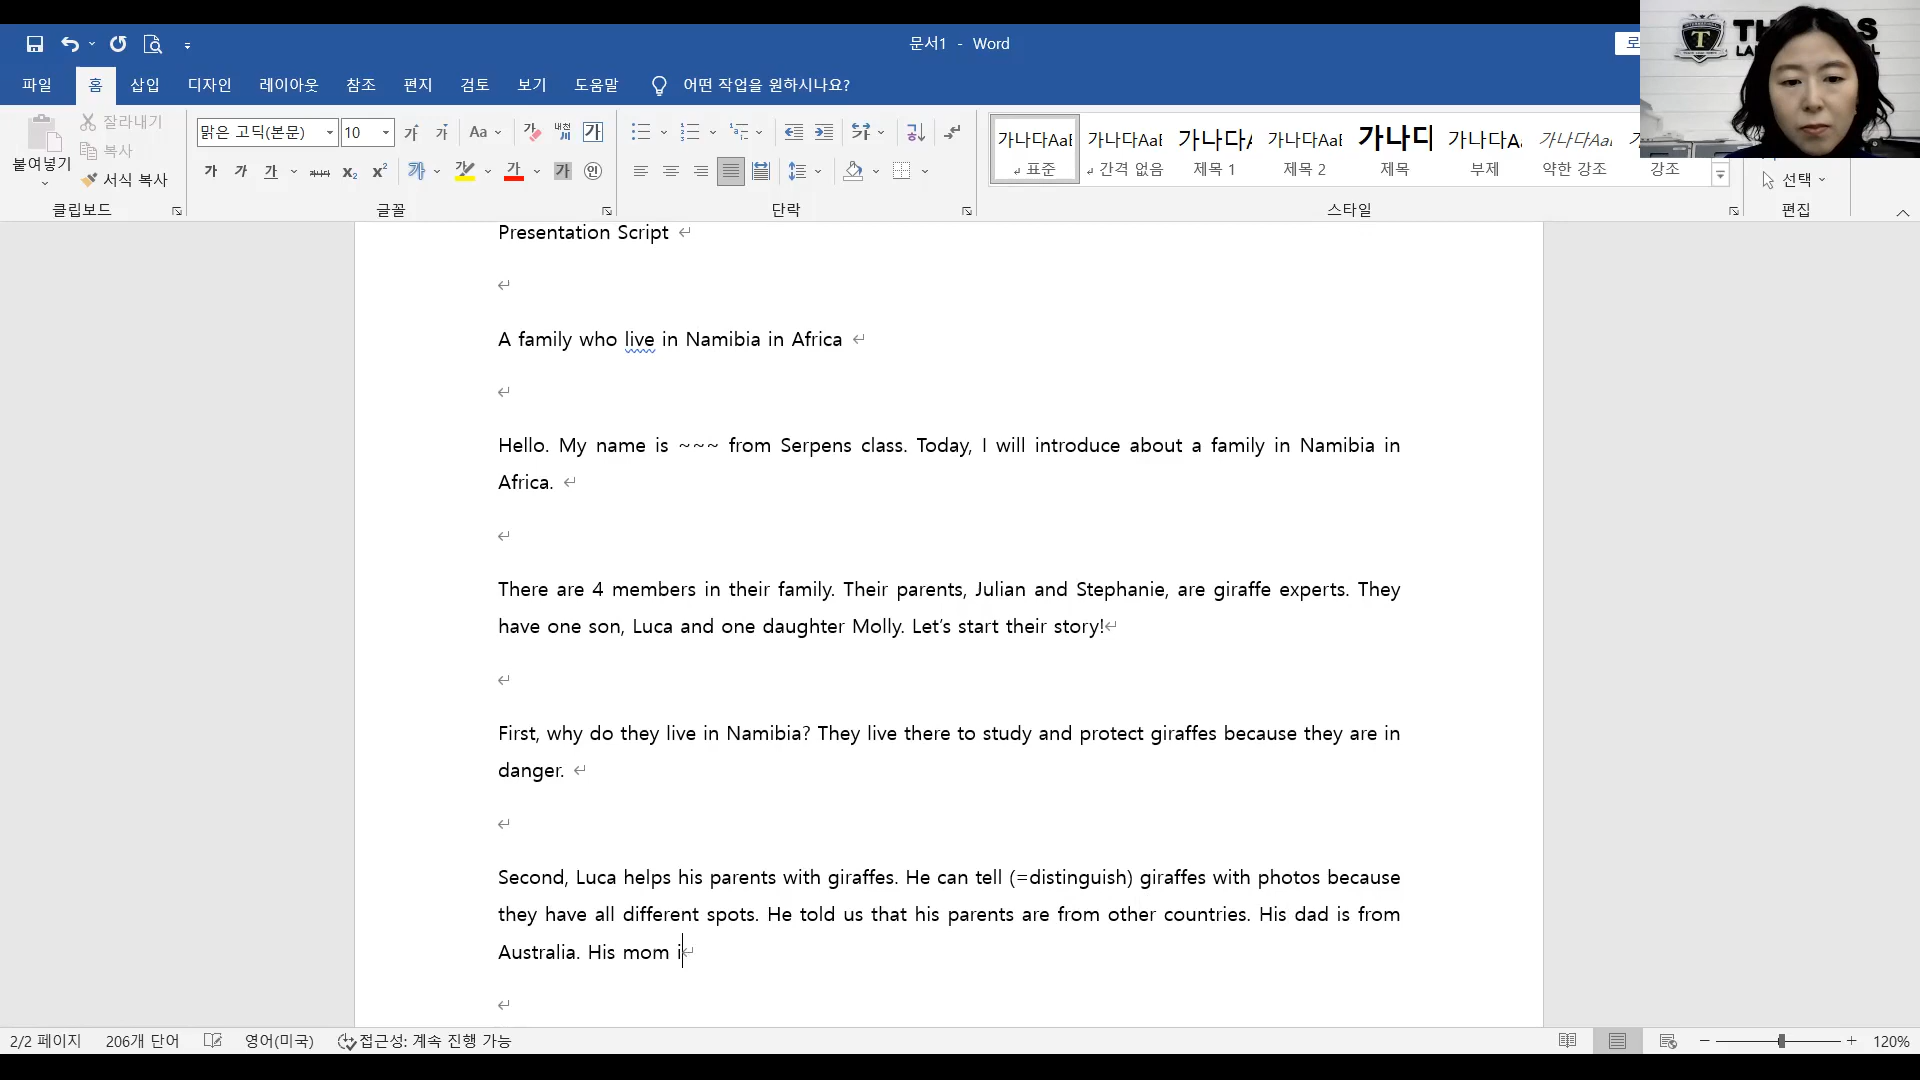 문서1 - Word
파일 홈 삽입 디자인 레이아웃 참조 편지 검토 보기 도움말 어떤 작업을 원하시나요?
붙여넣기
잘라내기
복사
서식 복사
클립보드
맑은 고딕(본문) 10
글꼴
단락
가나다AaB 가나다AaB 가나다 가나다AaB 가나다 가나다Aa 가나다Aa
표준 간격 없음 제목 1 제목 2 제목 부제 약한 강조 강조
스타일
선택
편집
Presentation Script
A family who live in Namibia in Africa
Hello. My name is ~~~ from Serpens class. Today, I will introduce about a family in Namibia in
Africa.
There are 4 members in their family. Their parents, Julian and Stephanie, are giraffe experts. They
have one son, Luca and one daughter Molly. Let’s start their story!
First, why do they live in Namibia? They live there to study and protect giraffes because they are in
danger.
Second, Luca helps his parents with giraffes. He can tell (=distinguish) giraffes with photos because
they have all different spots. He told us that his parents are from other countries. His dad is from
Australia. His mom i
2/2 페이지 206개 단어 영어(미국) 접근성: 계속 진행 가능 120%